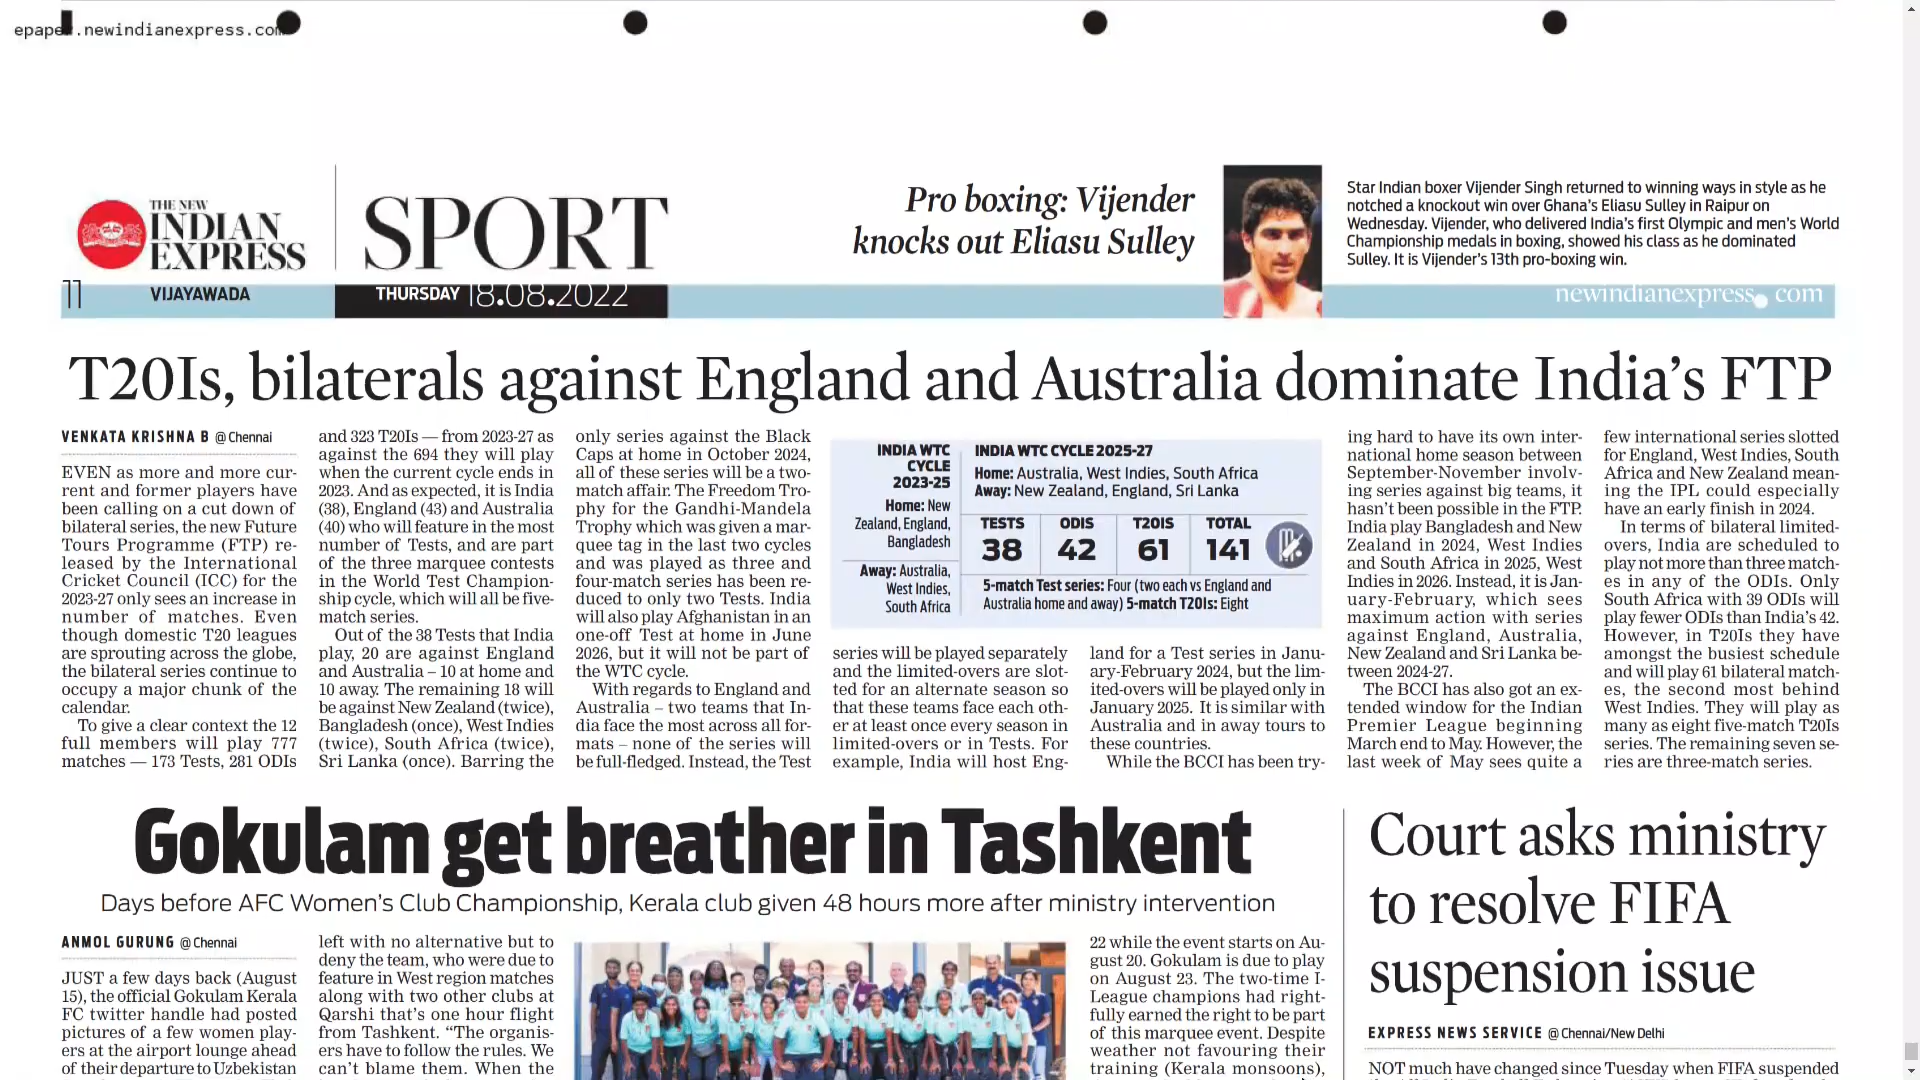 epaper.newindianexpress.com
THE NEW
INDIAN
EXPRESS
SPORT
11
VIJAYAWADA
THURSDAY 18.08.2022
Pro boxing: Vijender
knocks out Eliasu Sulley
Star Indian boxer Vijender Singh returned to winning ways in style as he
notched a knockout win over Ghana's Eliasu Sulley in Raipur on
Wednesday. Vijender, who delivered India's first Olympic and men's World
Championship medals in boxing, showed his class as he dominated
Sulley. It is Vijender's 13th pro-boxing win.
newindianexpress.com
T20Is, bilaterals against England and Australia dominate India's FTP
VENKATA KRISHNA B @ Chennai
EVEN as more and more cur-
rent and former players have
been calling on a cut down of
bilateral series, the new Future
Tours Programme (FTP) re-
leased by the International
Cricket Council (ICC) for the
2023-27 only sees an increase in
number of matches. Even
though domestic T20 leagues
are sprouting across the globe,
the bilateral series continue to
occupy a major chunk of the
calendar.
To give a clear context the 12
full members will play 777
matches — 173 Tests, 281 ODIs
and 323 T20Is — from 2023-27 as
against the 694 they will play
when the current cycle ends in
2023. And as expected, it is India
(38), England (43) and Australia
(40) who will feature in the most
number of Tests, and are part
of the three marquee contests
in the World Test Champion-
ship cycle, which will all be five-
match series.
Out of the 38 Tests that India
play, 20 are against England
and Australia – 10 at home and
10 away. The remaining 18 will
be against New Zealand (twice),
Bangladesh (once), West Indies
(twice), South Africa (twice),
Sri Lanka (once). Barring the
only series against the Black
Caps at home in October 2024,
all of these series will be a two-
match affair. The Freedom Tro-
phy for the Gandhi-Mandela
Trophy which was given a mar-
quee tag in the last two cycles
and was played as three and
four-match series has been re-
duced to only two Tests. India
will also play Afghanistan in an
one-off Test at home in June
2026, but it will not be part of
the WTC cycle.
With regards to England and
Australia – two teams that In-
dia face the most across all for-
mats – none of the series will
be full-fledged. Instead, the Test
INDIA WTC
CYCLE
2023-25
Home: New
Zealand, England,
Bangladesh
Away: Australia,
West Indies,
South Africa
INDIA WTC CYCLE 2025-27
Home: Australia, West Indies, South Africa
Away: New Zealand, England, Sri Lanka
TESTS ODIS T20IS TOTAL
38 42 61 141
5-match Test series: Four (two each vs England and
Australia home and away) 5-match T20Is: Eight
series will be played separately
and the limited-overs are slot-
ted for an alternate season so
that these teams face each oth-
er at least once every season in
limited-overs or in Tests. For
example, India will host Eng-
land for a Test series in Janu-
ary-February 2024, but the lim-
ited-overs will be played only in
January 2025. It is similar with
Australia and in away tours to
these countries.
While the BCCI has been try-
ing hard to have its own inter-
national home season between
September-November involv-
ing series against big teams, it
hasn't been possible in the FTP.
India play Bangladesh and New
Zealand in 2024, West Indies
and South Africa in 2025, West
Indies in 2026. Instead, it is Jan-
uary-February, which sees
maximum action with series
against England, Australia,
New Zealand and Sri Lanka be-
tween 2024-27.
The BCCI has also got an ex-
tended window for the Indian
Premier League beginning
March end to May. However, the
last week of May sees quite a
few international series slotted
for England, West Indies, South
Africa and New Zealand mean-
ing the IPL could especially
have an early finish in 2024.
In terms of bilateral limited-
overs, India are scheduled to
play not more than three match-
es in any of the ODIs. Only
South Africa with 39 ODIs will
play fewer ODIs than India's 42.
However, in T20Is they have
amongst the busiest schedule
and will play 61 bilateral match-
es, the second most behind
West Indies. They will play as
many as eight five-match T20Is
series. The remaining seven se-
ries are three-match series.
Gokulam get breather in Tashkent
Days before AFC Women's Club Championship, Kerala club given 48 hours more after ministry intervention
ANMOL GURUNG @ Chennai
JUST a few days back (August
15), the official Gokulam Kerala
FC twitter handle had posted
pictures of a few women play-
ers at the airport lounge ahead
of their departure to Uzbekistan
left with no alternative but to
deny the team, who were due to
feature in West region matches
along with two other clubs at
Qarshi that's one hour flight
from Tashkent. "The organis-
ers have to follow the rules. We
can't blame them. When the
22 while the event starts on Au-
gust 20. Gokulam is due to play
on August 23. The two-time I-
League champions had right-
fully earned the right to be part
of this marquee event. Despite
weather not favouring their
training (Kerala monsoons),
Court asks ministry
to resolve FIFA
suspension issue
EXPRESS NEWS SERVICE @ Chennai/New Delhi
NOT much have changed since Tuesday when FIFA suspended